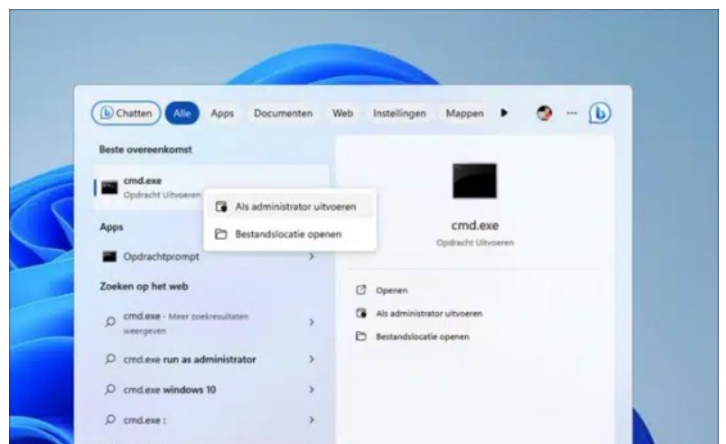 Chatten Alle Apps Documenten Web Instellingen Mappen
Beste overeenkomst
cmd.exe
Opdracht Uitvoeren
Als administrator uitvoeren
Bestandslocatie openen
Apps
Opdrachtprompt
Zoeken op het web
cmd.exe - Meer zoekresultaten
weergeven
cmd.exe run as administrator
cmd.exe windows 10
cmd.exe :
cmd.exe
Opdracht Uitvoeren
Openen
Als administrator uitvoeren
Bestandslocatie openen